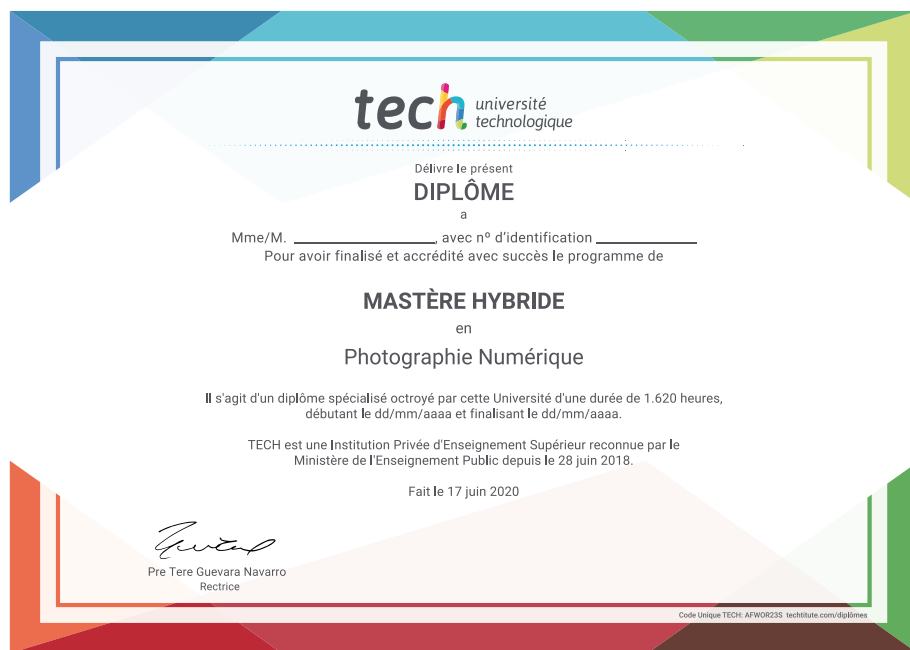 tech université
technologique
Délivre le présent
DIPLÔME
a
Mme/M. ____________________, avec nº d'identification ______________
Pour avoir finalisé et accrédité avec succès le programme de
MASTÈRE HYBRIDE
en
Photographie Numérique
Il s'agit d'un diplôme spécialisé octroyé par cette Université d'une durée de 1.620 heures,
débutant le dd/mm/aaaa et finalisant le dd/mm/aaaa.
TECH est une Institution Privée d'Enseignement Supérieur reconnue par le
Ministère de l'Enseignement Public depuis le 28 juin 2018.
Fait le 17 juin 2020
Pre Tere Guevara Navarro
Rectrice
Code Unique TECH: AFWOR23S techtitute.com/diplômes